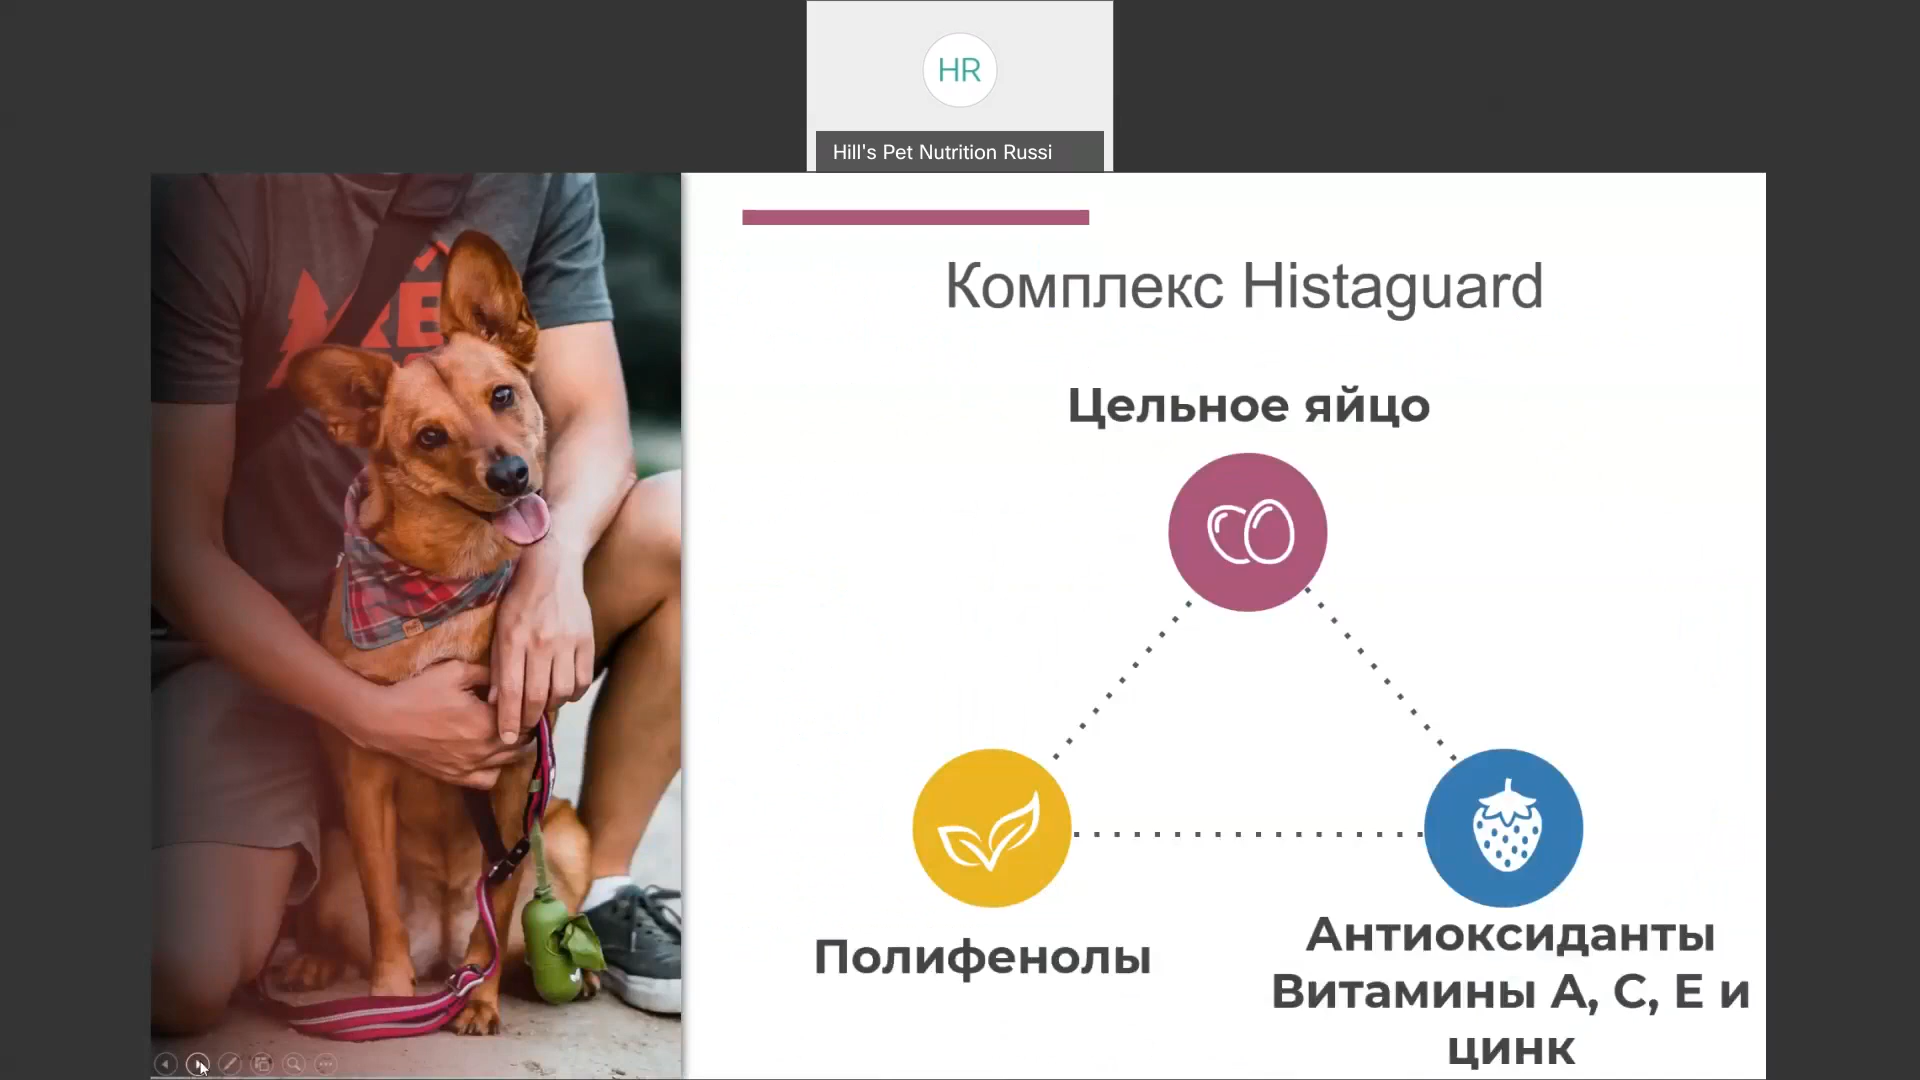 HR
Hill's Pet Nutrition Russi
Комплекс Histaguard
Цельное яйцо
Полифенолы
Антиоксиданты
Витамины А, С, Е и
цинк